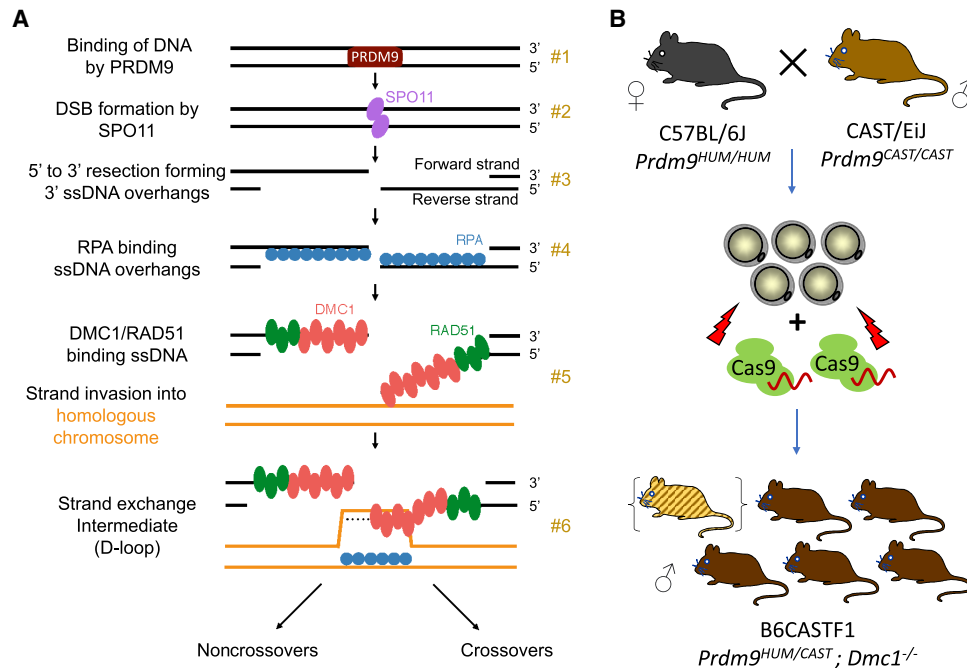 A
Binding of DNA
by PRDM9
PRDM9
3’
5’
#1
DSB formation by
SPO11
SPO11
3’
5’
#2
5’ to 3’ resection forming
3’ ssDNA overhangs
Forward strand
3’
5’
Reverse strand
#3
RPA binding
ssDNA overhangs
RPA
3’
5’
#4
DMC1/RAD51
binding ssDNA
DMC1
RAD51
3’
5’
#5
Strand invasion into
homologous
chromosome
Strand exchange
Intermediate
(D-loop)
3’
5’
#6
Noncrossovers
Crossovers
B
♀
♂
C57BL/6J
Prdm9HUM/HUM
CAST/EiJ
Prdm9CAST/CAST
+
Cas9
Cas9
♂
B6CASTF1
Prdm9HUM/CAST ; Dmc1-/-